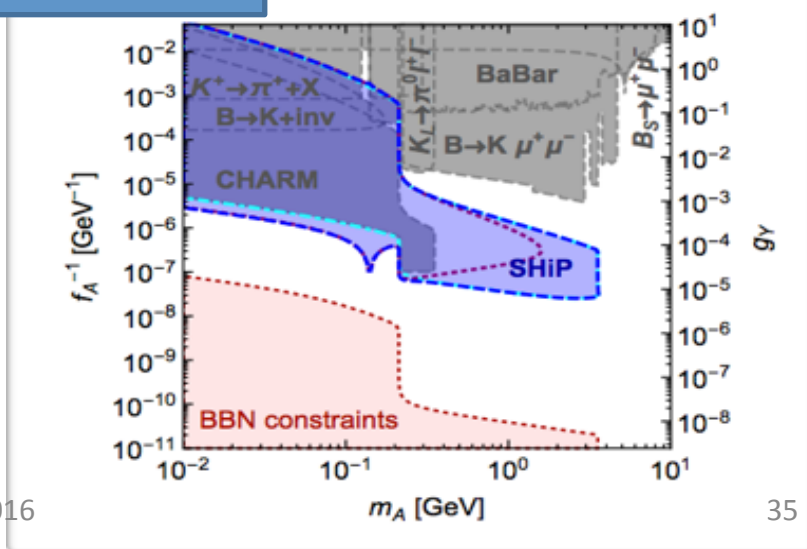 10⁻² 10⁻³ 10⁻⁴ 10⁻⁵ 10⁻⁶ 10⁻⁷ 10⁻⁸ 10⁻⁹ 10⁻¹⁰ 10⁻¹¹
f_A⁻¹ [GeV⁻¹]
K⁺→π⁺+X
B→K+inv
CHARM
K_L→π⁰l⁺l⁻
BaBar
B→K μ⁺μ⁻
B_S→μ⁺μ⁻
SHiP
BBN constraints
10¹ 10⁰ 10⁻¹ 10⁻² 10⁻³ 10⁻⁴ 10⁻⁵ 10⁻⁶ 10⁻⁷ 10⁻⁸
g_Y
10⁻² 10⁻¹ 10⁰ 10¹
m_A [GeV]
016
35